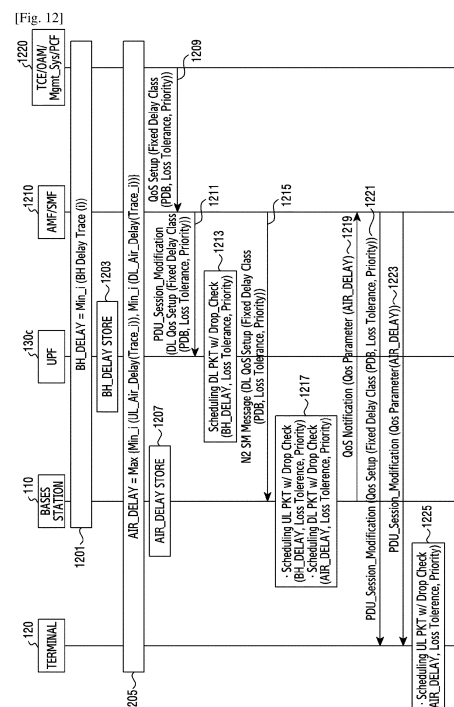 [Fig. 12]
120
TERMINAL
110
BASES
STATION
130c
UPF
1210
AMF/SMF
1220
TCE/OAM/
Mgmt_Sys/PCF
1201
BH_DELAY = Min_i (BH Delay Trace (i))
BH_DELAY STORE
1203
205
AIR_DELAY = Max (Min_i (UL_Air_Delay(Trace_i)), Min_i (DL_Air_Delay(Trace_i)))
AIR_DELAY STORE
1207
QoS Setup (Fixed Delay Class
(PDB, Loss Tolerance, Priority))
1209
PDU_Session_Modification
(DL QoS Setup (Fixed Delay Class
(PDB, Loss Tolerance, Priority))
1211
Scheduling DL PKT w/ Drop_Check
(BH_DELAY, Loss Tolerance, Priority)
1213
N2 SM Message (DL QoS Setup (Fixed Delay Class
(PDB, Loss Tolerance, Priority))
1215
· Scheduling UL PKT w/ Drop Check
(BH_DELAY, Loss Tolerence, Priority)
· Scheduling DL PKT w/ Drop Check
(AIR_DELAY, Loss Tolerence, Priority)
1217
QoS Notification (Qos Parameter (AIR_DELAY)
1219
PDU_Session_Modification (Qos Setup (Fixed Delay Class (PDB, Loss Tolerance, Priority))
1221
PDU_Session_Modification (QoS Parameter(AIR_DELAY))
1223
· Scheduling UL PKT w/ Drop Check
(AIR_DELAY, Loss Tolerence, Priority)
1225